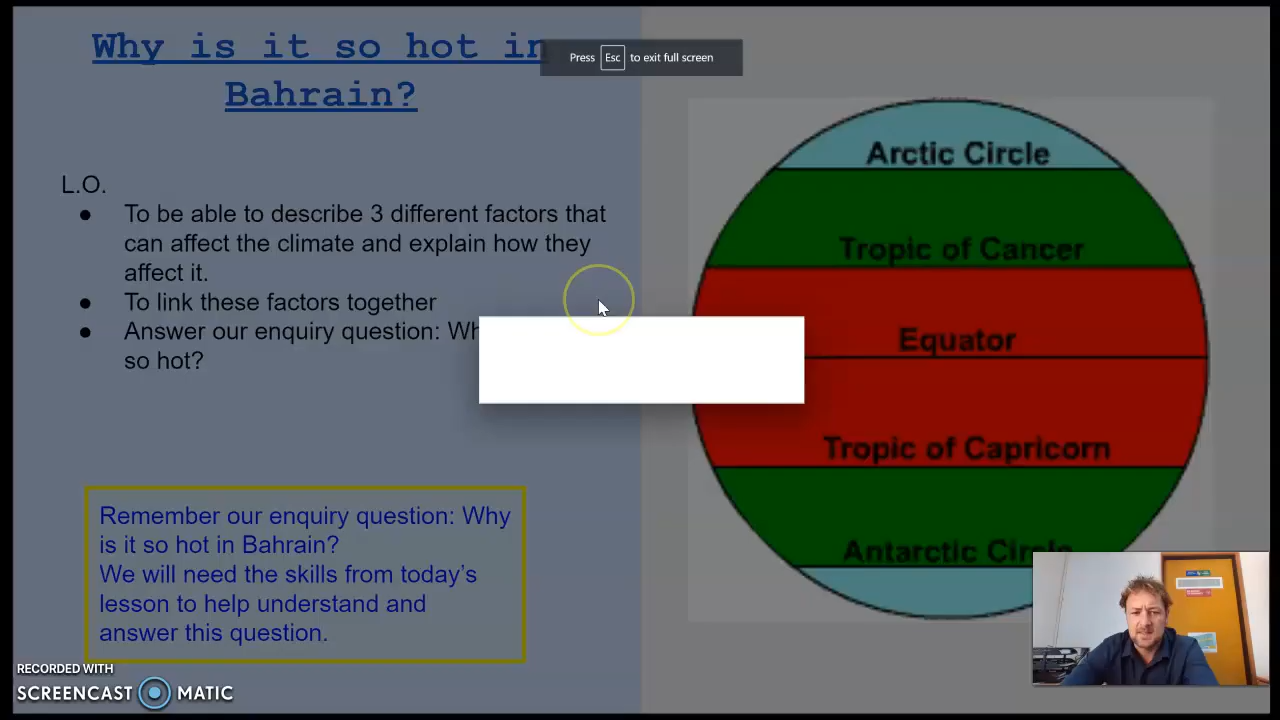 Why is it so hot in
Bahrain?
Press Esc to exit full screen
L.O.
● To be able to describe 3 different factors that
can affect the climate and explain how they
affect it.
● To link these factors together
● Answer our enquiry question: Wh
so hot?
Remember our enquiry question: Why
is it so hot in Bahrain?
We will need the skills from today's
lesson to help understand and
answer this question.
Arctic Circle
Tropic of Cancer
Equator
Tropic of Capricorn
Antarctic Circle
RECORDED WITH
SCREENCAST MATIC